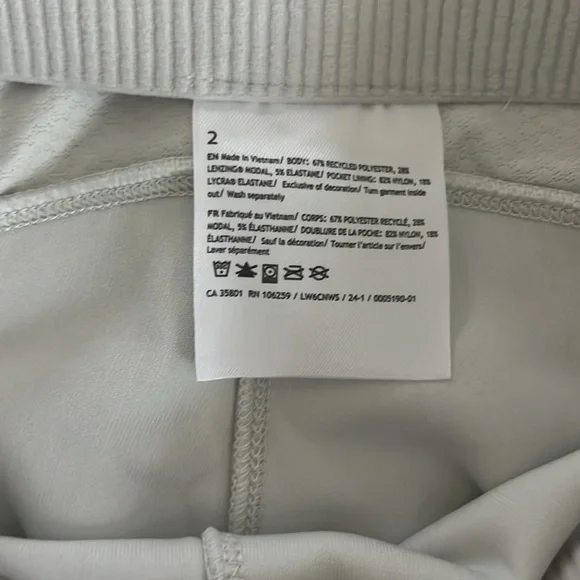 2
EN Made in Vietnam/ BODY: 67% RECYCLED POLYESTER, 28%
LENZING® MODAL, 5% ELASTANE/ POCKET LINING: 82% NYLON, 18%
LYCRA® ELASTANE/ Exclusive of decoration/ Turn garment inside
out/ Wash separately
FR Fabriqué au Vietnam/ CORPS: 67% POLYESTER RECYCLÉ, 28%
MODAL, 5% ÉLASTHANNE/ DOUBLURE DE LA POCHE: 82% NYLON, 18%
ÉLASTHANNE/ Sauf la décoration/ Tourner l'article sur l'envers/
Laver séparément
CA 35801 RN 106259 / LW6CNWS / 24-1 / 0005190-01